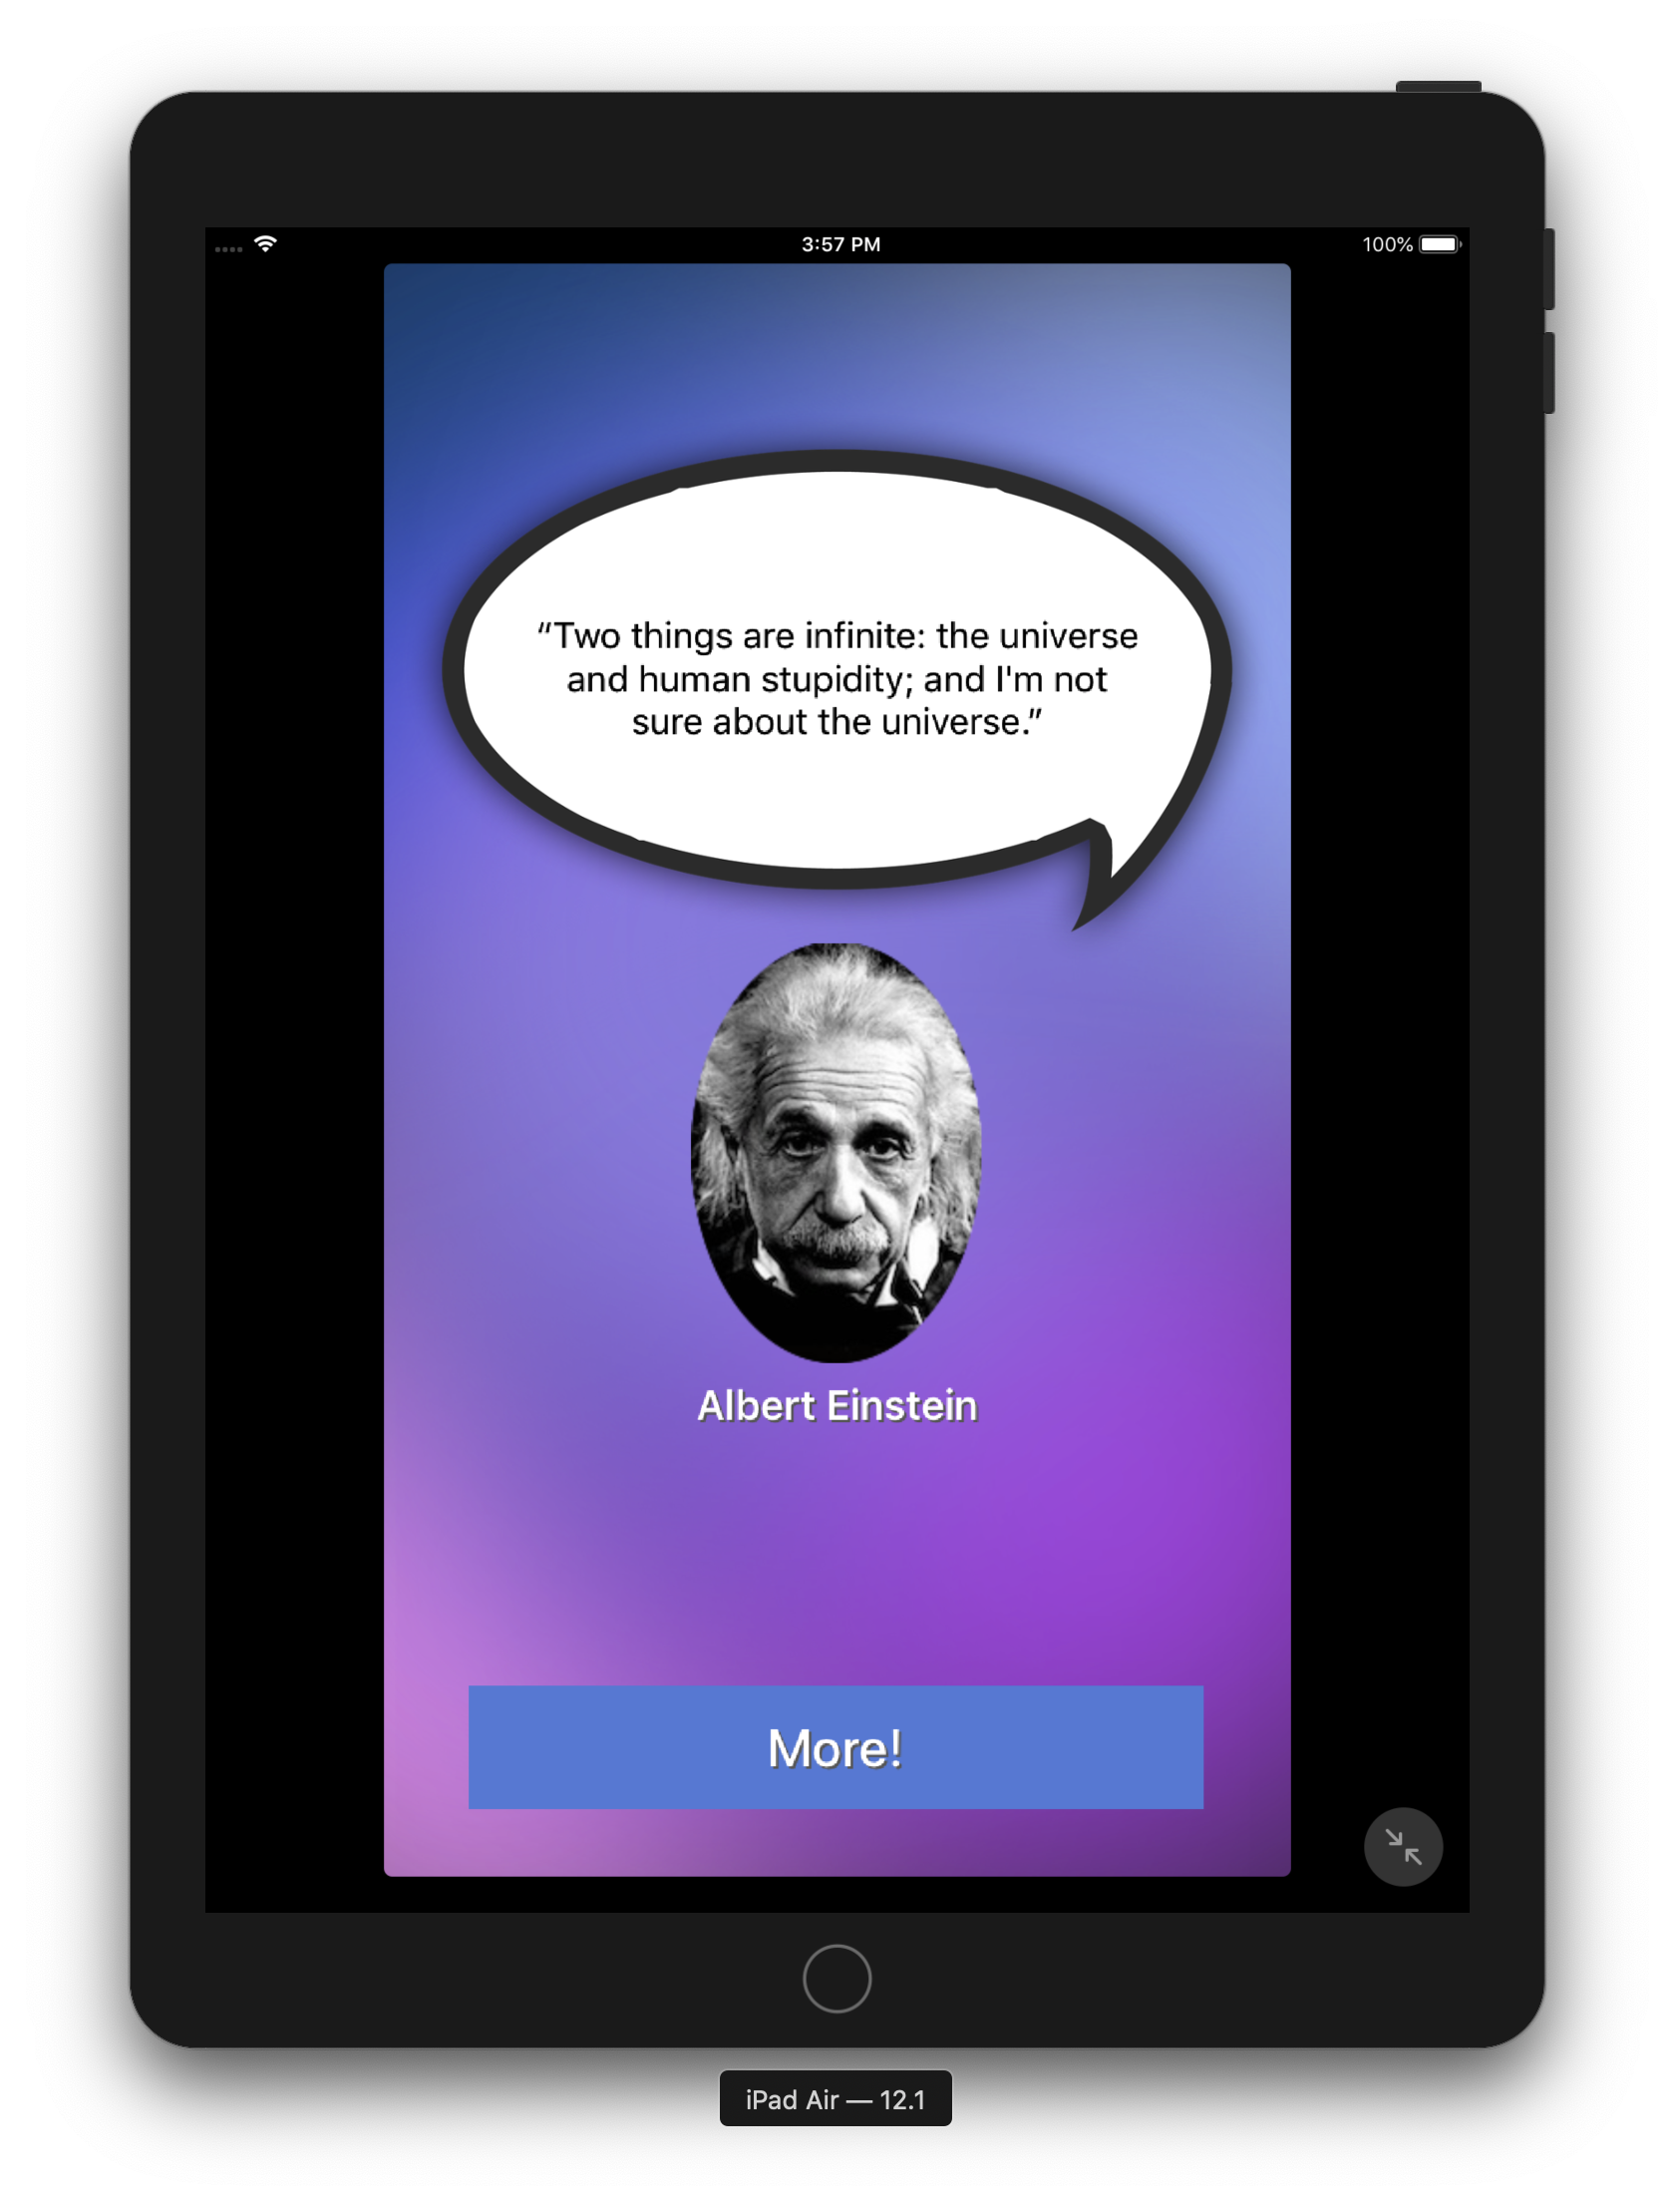 3:57 PM
100%
“Two things are infinite: the universe
and human stupidity; and I'm not
sure about the universe.”
Albert Einstein
More!
iPad Air — 12.1